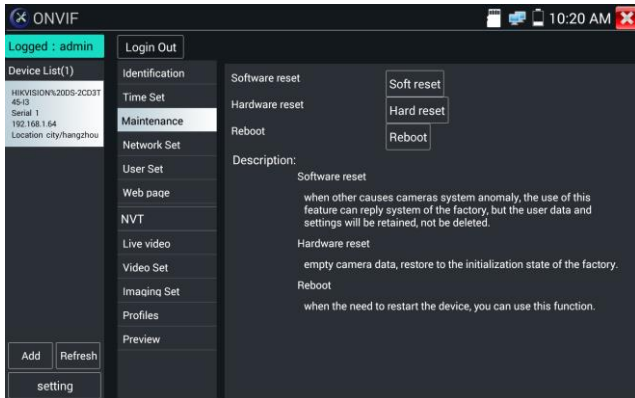 ONVIF
10:20 AM
Logged : admin
Login Out
Device List(1)
HIKVISION%20DS-2CD3T
45-I3
Serial 1
192.168.1.64
Location city/hangzhou
Add
Refresh
setting
Identification
Time Set
Maintenance
Network Set
User Set
Web page
NVT
Live video
Video Set
Imaging Set
Profiles
Preview
Software reset
Soft reset
Hardware reset
Hard reset
Reboot
Reboot
Description:
Software reset
when other causes cameras system anomaly, the use of this
feature can reply system of the factory, but the user data and
settings will be retained, not be deleted.
Hardware reset
empty camera data, restore to the initialization state of the factory.
Reboot
when the need to restart the device, you can use this function.